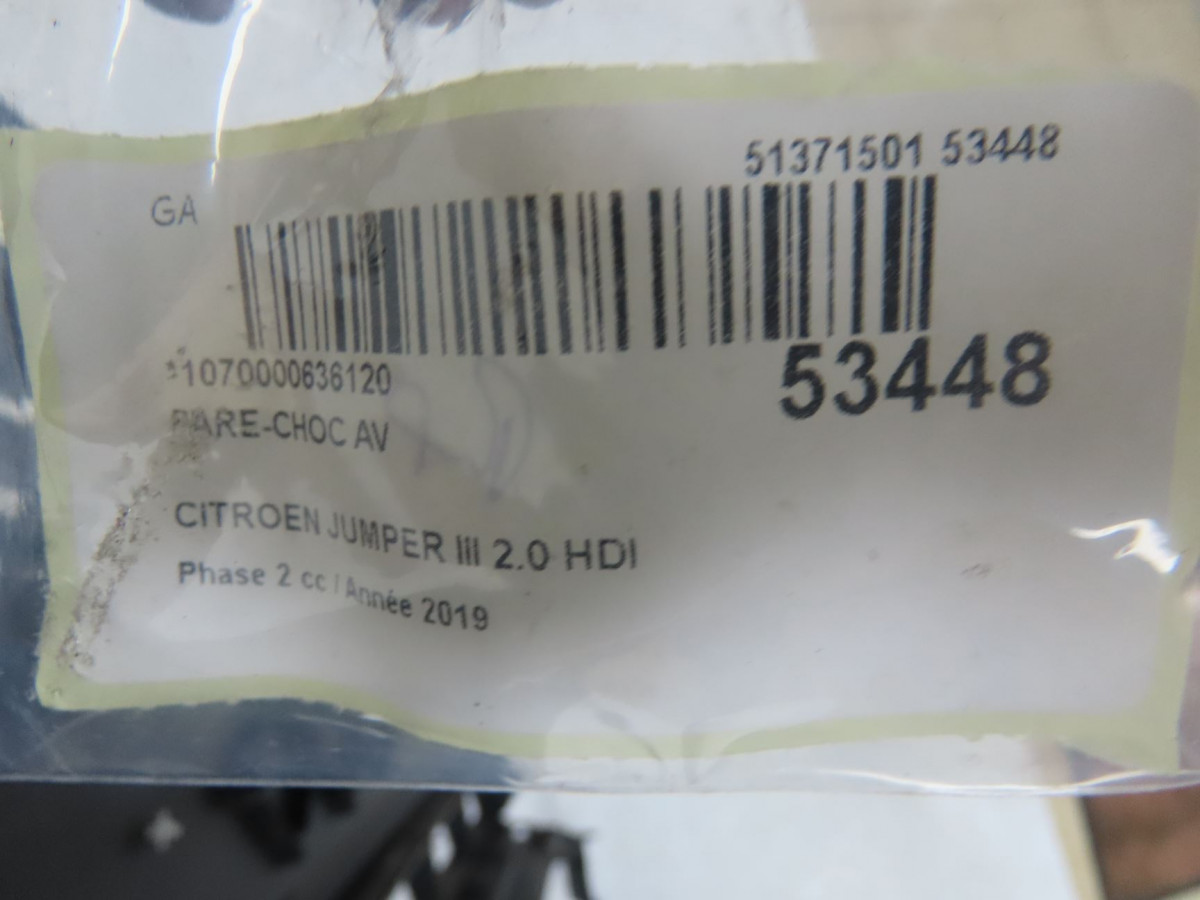 51371501 53448
GA
*1070000636120
53448
PARE-CHOC AV
CITROEN JUMPER III 2.0 HDI
Phase 2 cc / Année 2019